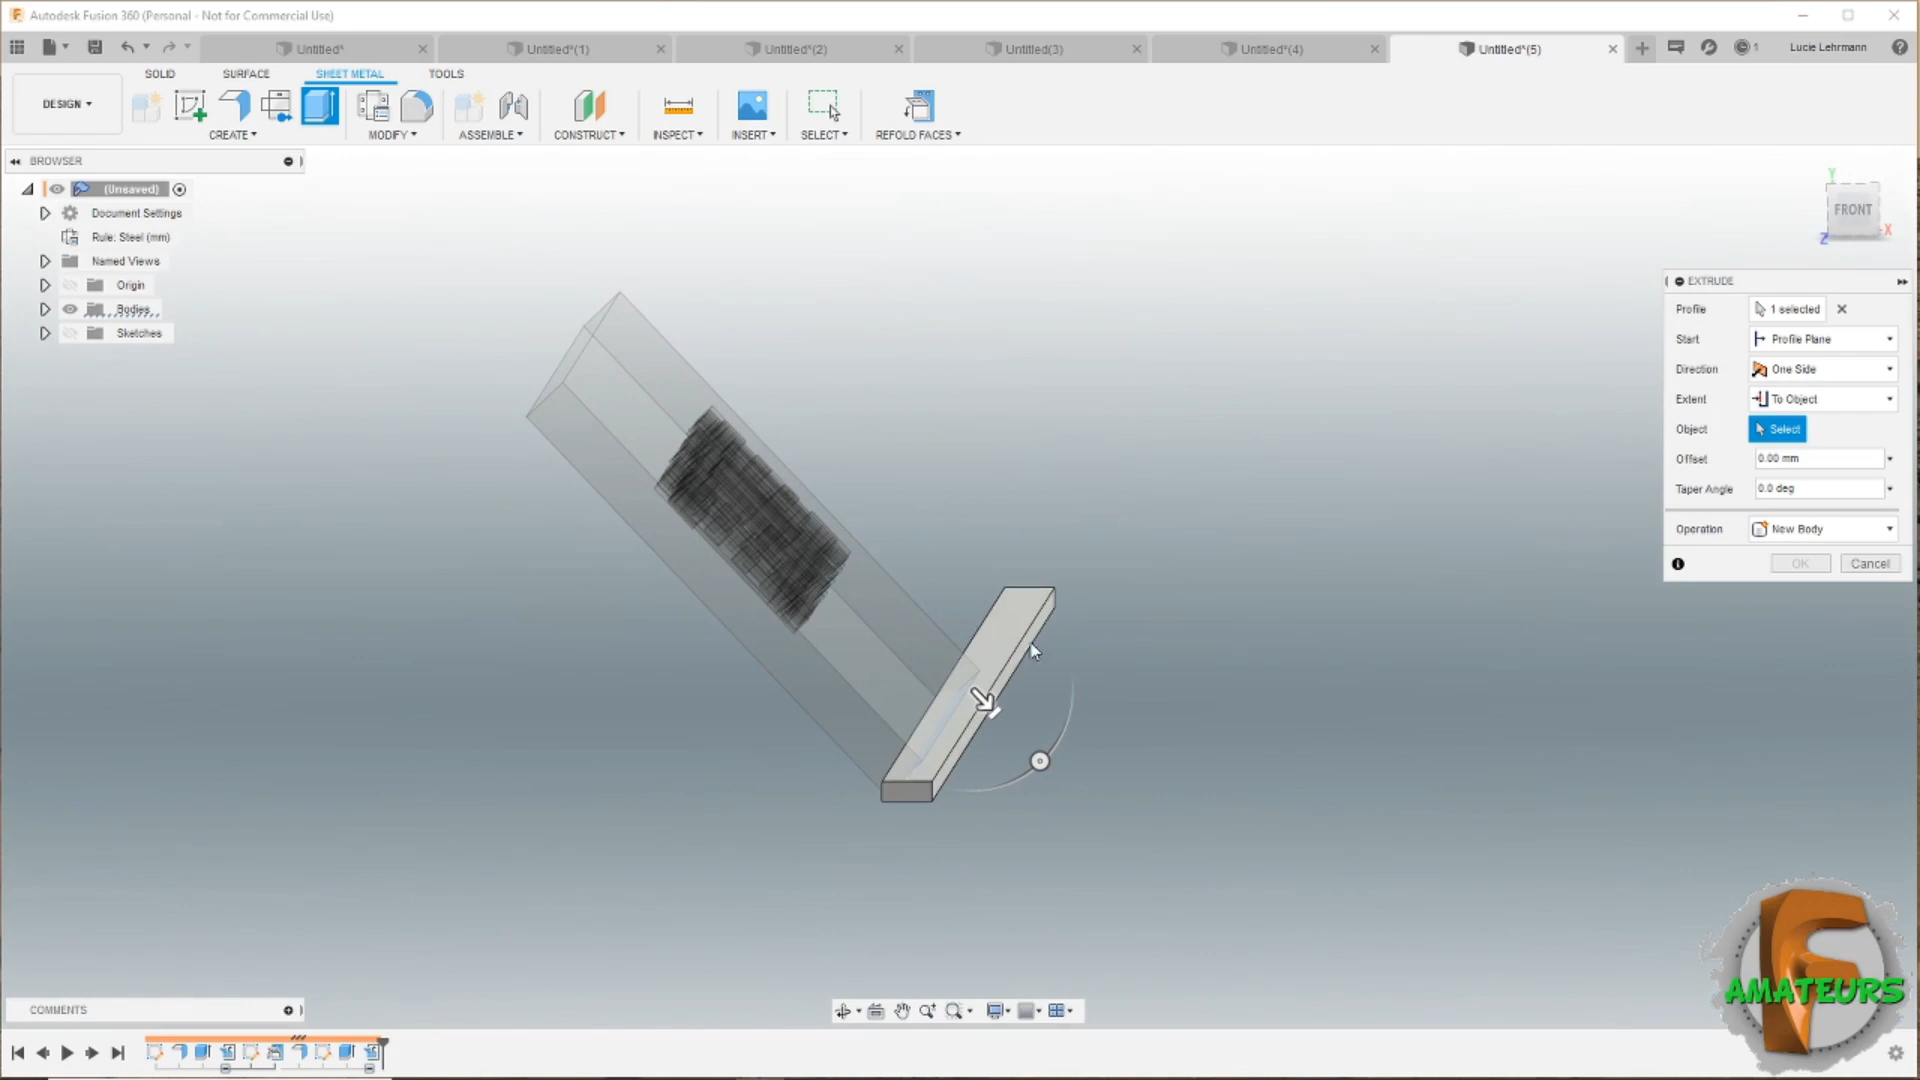 Autodesk Fusion 360 (Personal - Not for Commercial Use)
Untitled*
Untitled*(1)
Untitled*(2)
Untitled(3)
Untitled*(4)
Untitled*(5)
1
Lucie Lehrmann
DESIGN
SOLID
SURFACE
SHEET METAL
TOOLS
CREATE
MODIFY
ASSEMBLE
CONSTRUCT
INSPECT
INSERT
SELECT
REFOLD FACES
BROWSER
(Unsaved)
Document Settings
Rule: Steel (mm)
Named Views
Origin
Bodies
Sketches
Y
FRONT
X
Z
EXTRUDE
Profile 1 selected
Start Profile Plane
Direction One Side
Extent To Object
Object Select
Offset 0.00 mm
Taper Angle 0.0 deg
Operation New Body
OK Cancel
COMMENTS
F
AMATEURS